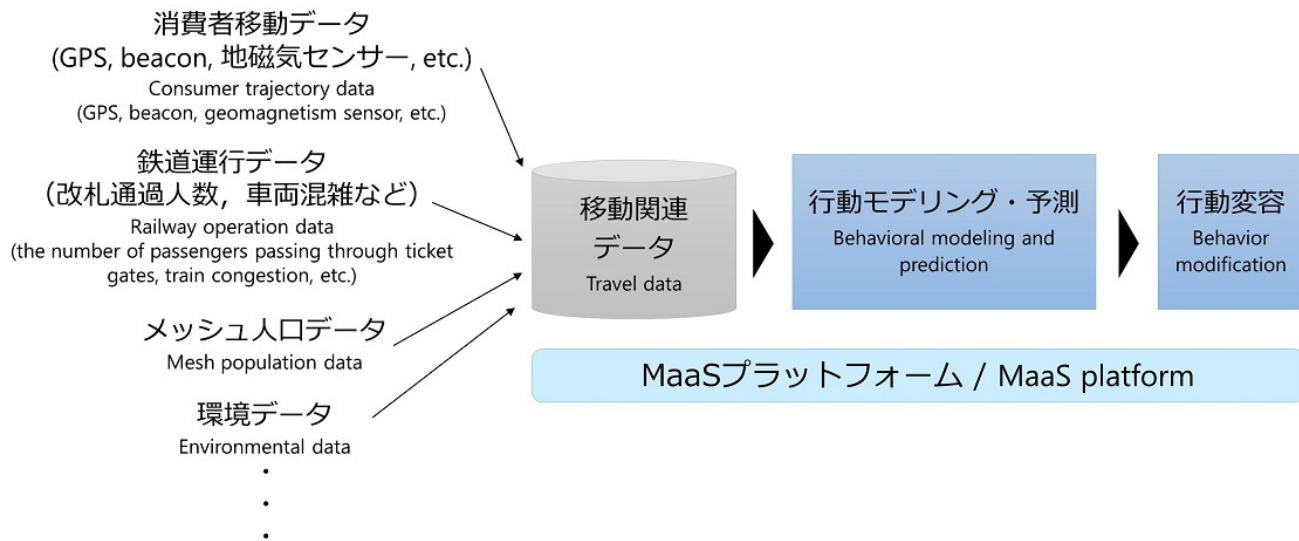 消費者移動データ
(GPS, beacon, 地磁気センサー, etc.)
Consumer trajectory data
(GPS, beacon, geomagnetism sensor, etc.)
鉄道運行データ
（改札通過人数，車両混雑など）
Railway operation data
(the number of passengers passing through ticket
gates, train congestion, etc.)
メッシュ人口データ
Mesh population data
環境データ
Environmental data
・
・
・
移動関連
データ
Travel data
行動モデリング・予測
Behavioral modeling and
prediction
行動変容
Behavior
modification
MaaSプラットフォーム / MaaS platform